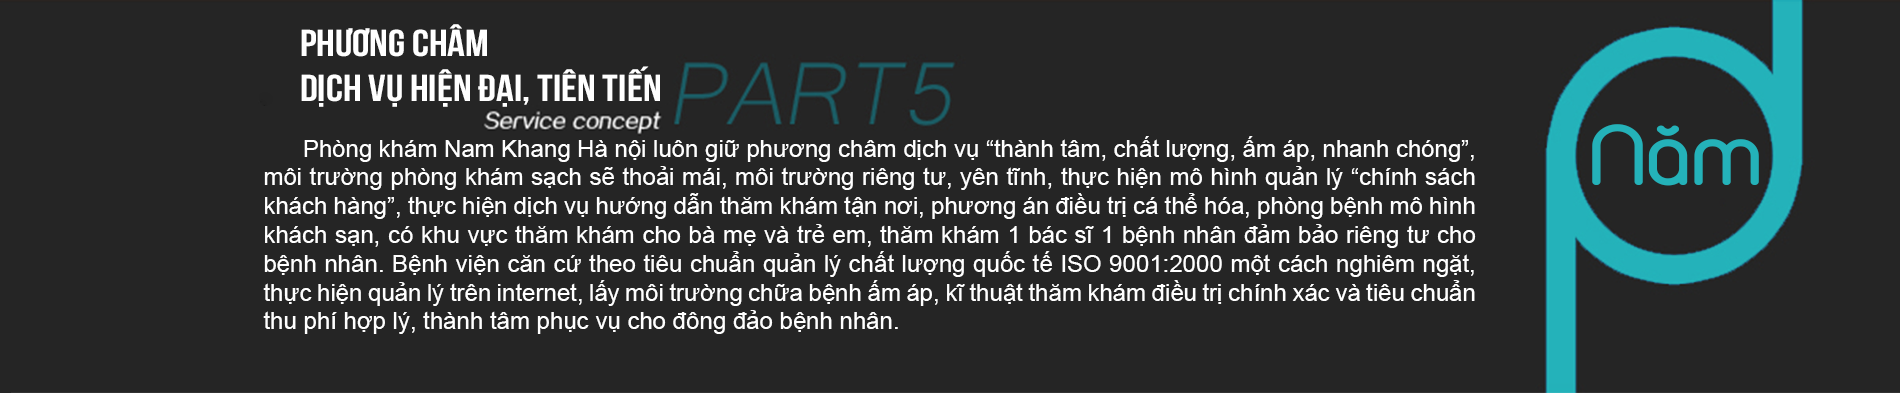 PHƯƠNG CHÂM
DỊCH VỤ HIỆN ĐẠI, TIÊN TIẾN
PART5
Service concept
Phòng khám Nam Khang Hà nội luôn giữ phương châm dịch vụ “thành tâm, chất lượng, ấm áp, nhanh chóng”,
môi trường phòng khám sạch sẽ thoải mái, môi trường riêng tư, yên tĩnh, thực hiện mô hình quản lý “chính sách
khách hàng”, thực hiện dịch vụ hướng dẫn thăm khám tận nơi, phương án điều trị cá thể hóa, phòng bệnh mô hình
khách sạn, có khu vực thăm khám cho bà mẹ và trẻ em, thăm khám 1 bác sĩ 1 bệnh nhân đảm bảo riêng tư cho
bệnh nhân. Bệnh viện căn cứ theo tiêu chuẩn quản lý chất lượng quốc tế ISO 9001:2000 một cách nghiêm ngặt,
thực hiện quản lý trên internet, lấy môi trường chữa bệnh ấm áp, kĩ thuật thăm khám điều trị chính xác và tiêu chuẩn
thu phí hợp lý, thành tâm phục vụ cho đông đảo bệnh nhân.
năm